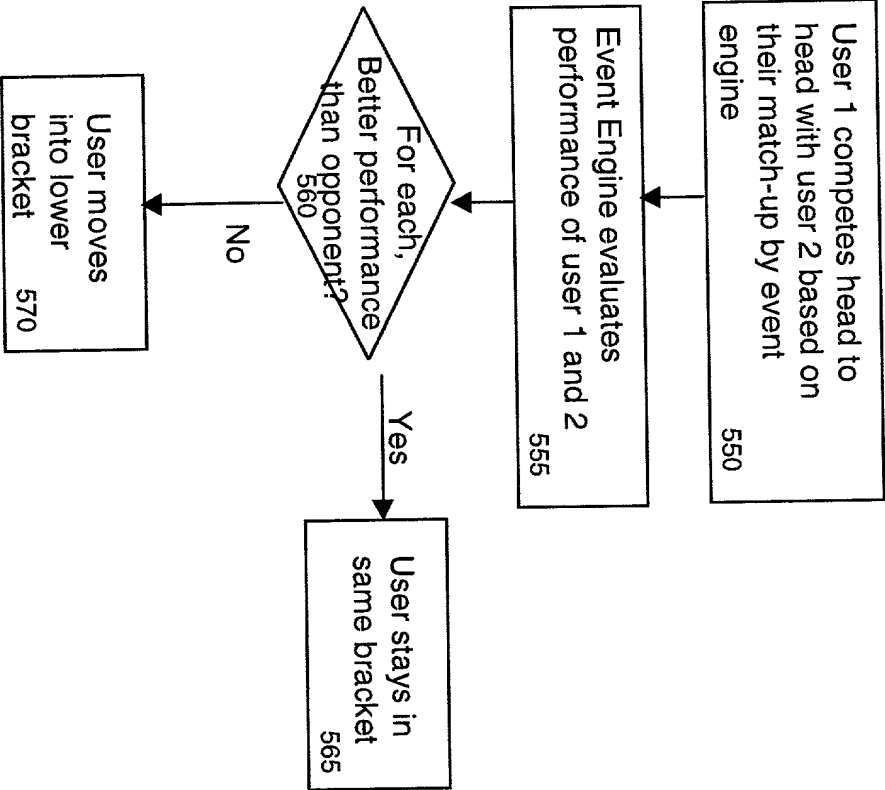 User 1 competes head to
head with user 2 based on
their match-up by event
engine
550
Event Engine evaluates
performance of user 1 and 2
555
For each,
Better performance
than opponent?
560
Yes
User stays in
same bracket
565
No
User moves
into lower
bracket
570